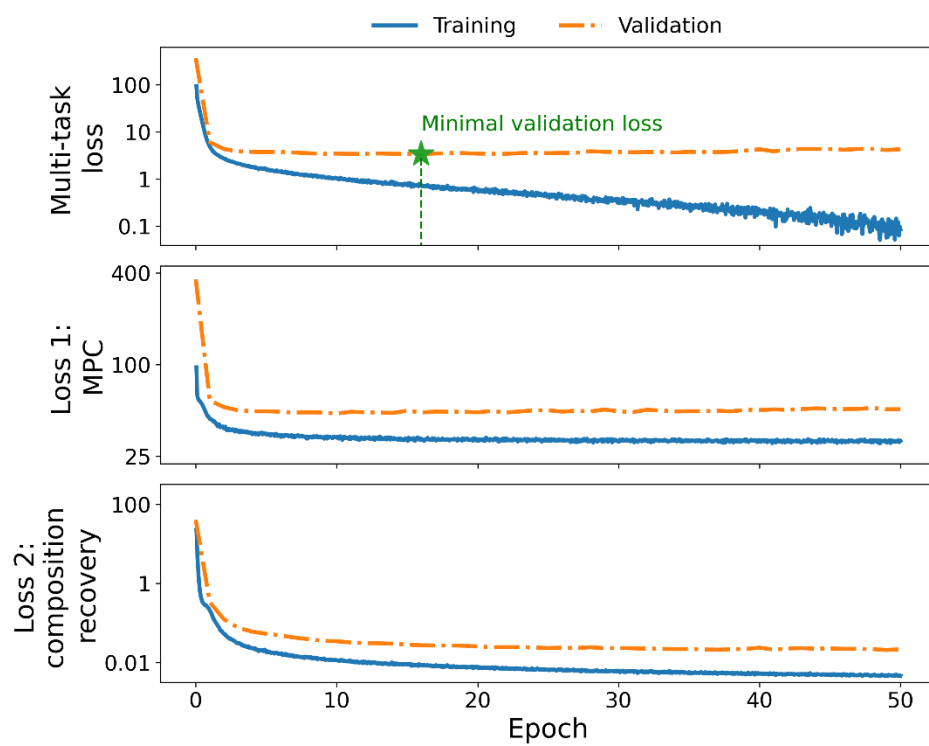 Training
Validation
Multi-task
loss
100
10
1
0.1
Minimal validation loss
Loss 1:
MPC
400
100
25
Loss 2:
composition
recovery
100
1
0.01
0
10
20
30
40
50
Epoch